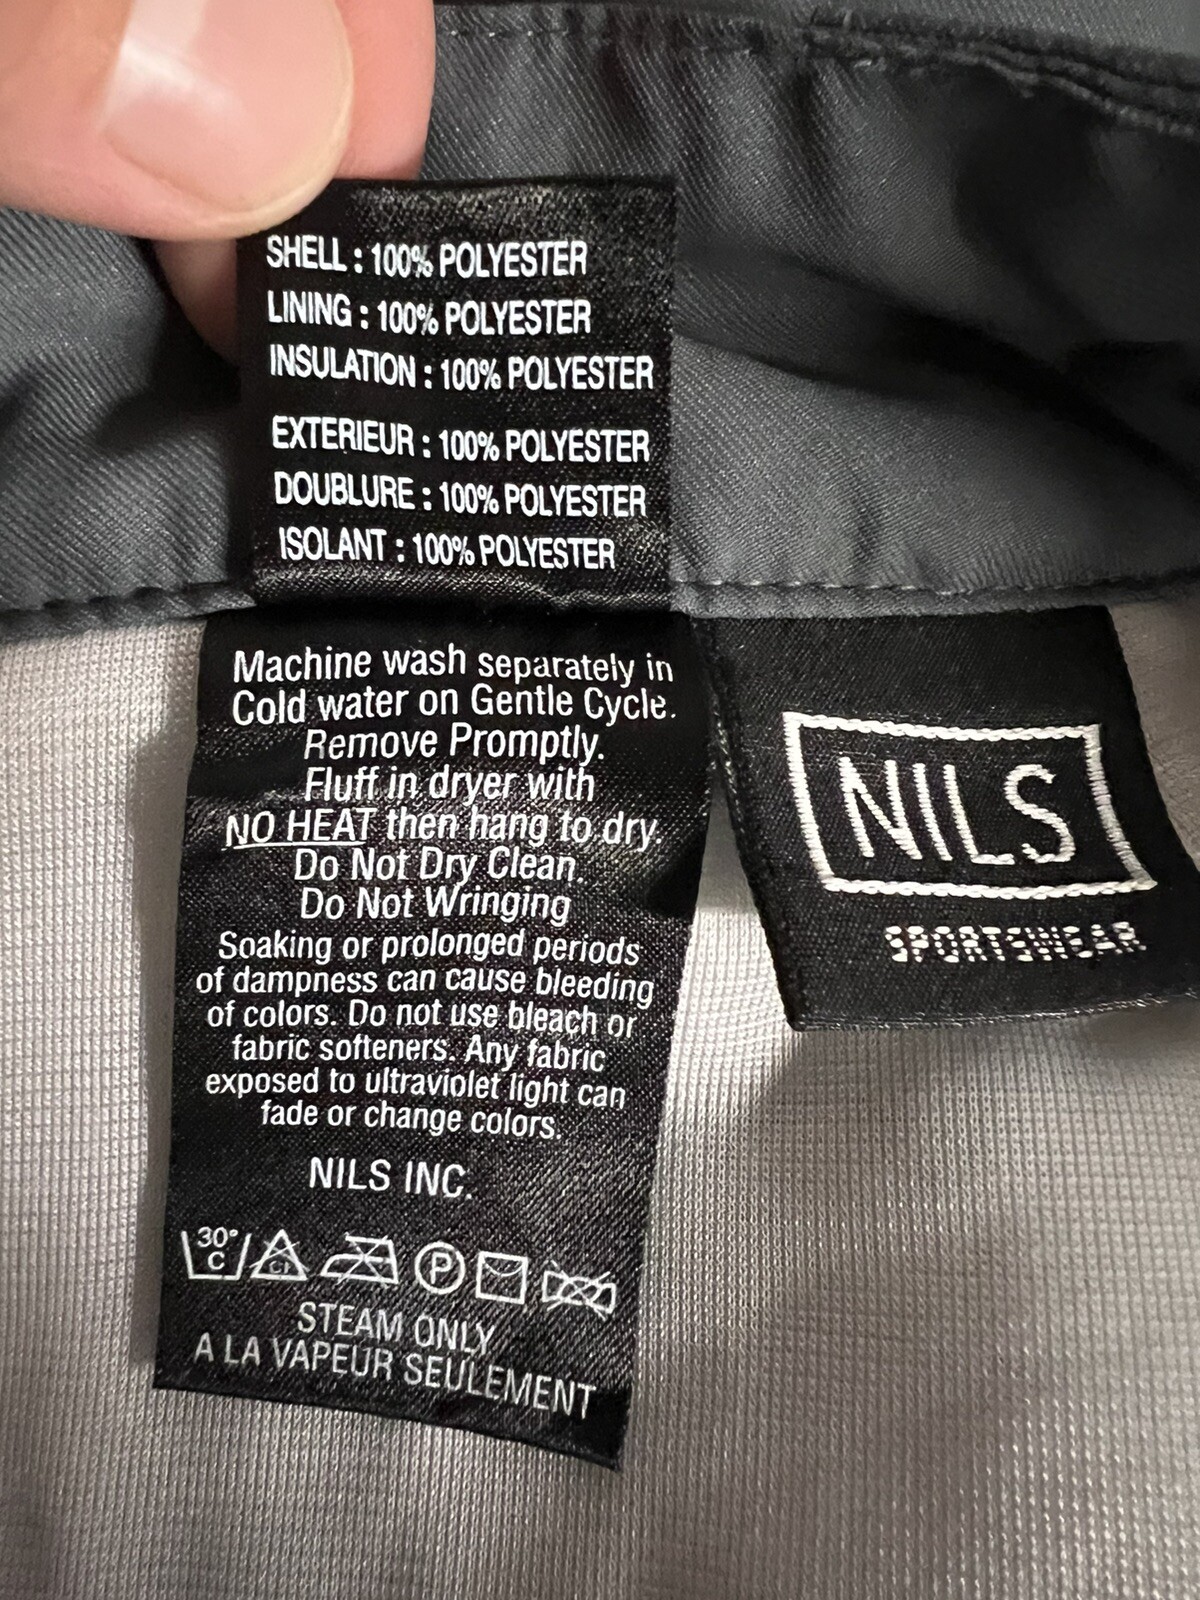 SHELL : 100% POLYESTER
LINING : 100% POLYESTER
INSULATION : 100% POLYESTER
EXTERIEUR : 100% POLYESTER
DOUBLURE : 100% POLYESTER
ISOLANT : 100% POLYESTER
Machine wash separately in
Cold water on Gentle Cycle.
Remove Promptly.
Fluff in dryer with
NO HEAT then hang to dry.
Do Not Dry Clean.
Do Not Wringing
Soaking or prolonged periods
of dampness can cause bleeding
of colors. Do not use bleach or
fabric softeners. Any fabric
exposed to ultraviolet light can
fade or change colors.
NILS INC.
30°
C
Cl
P
STEAM ONLY
A LA VAPEUR SEULEMENT
NILS
SPORTSWEAR